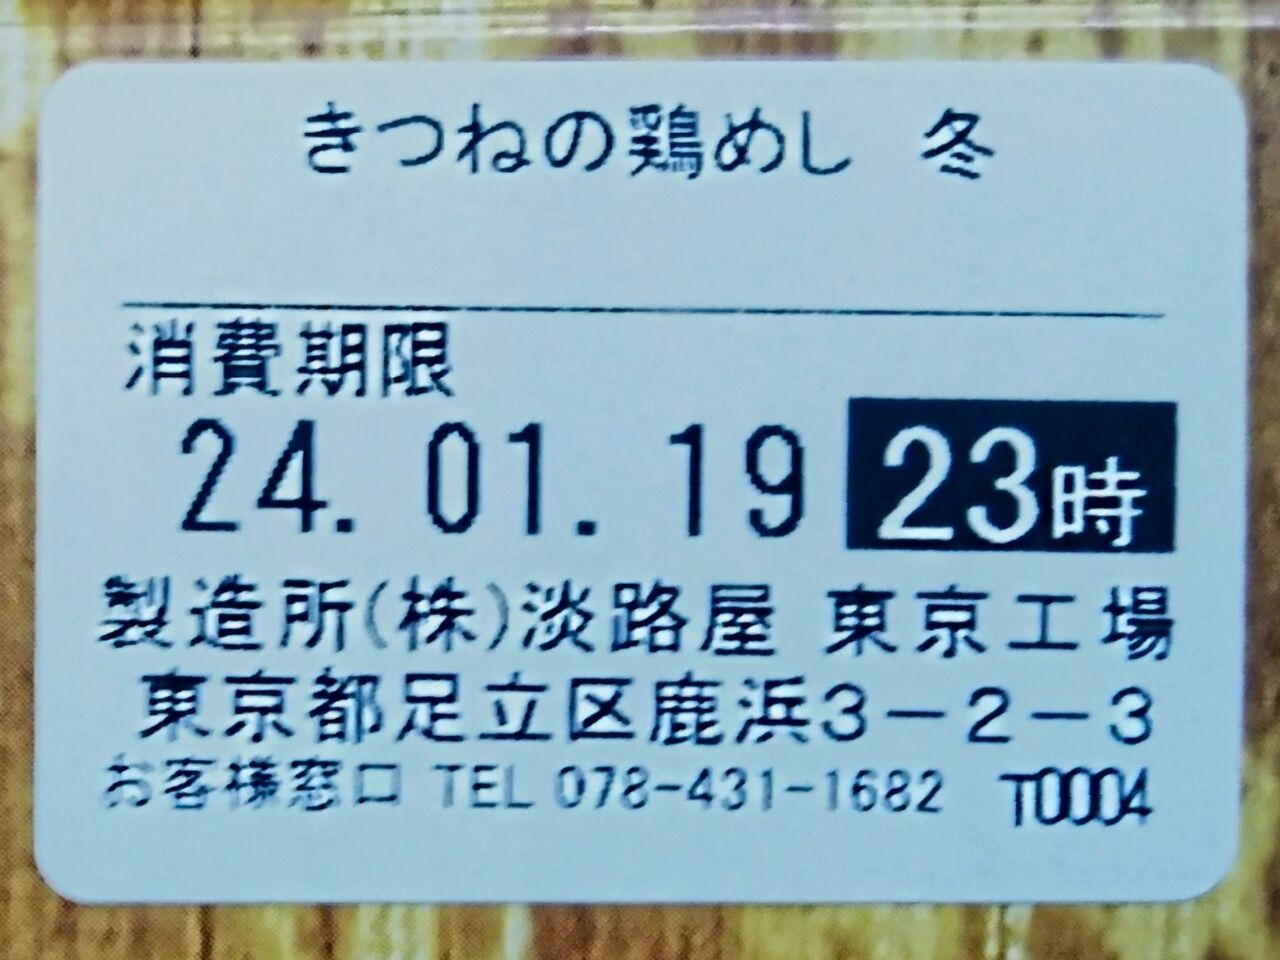 きつねの鶏めし　冬
消費期限
24. 01. 19 23時
製造所(株)淡路屋 東京工場
東京都足立区鹿浜3－2－3
お客様窓口 TEL 078-431-1682 T0004